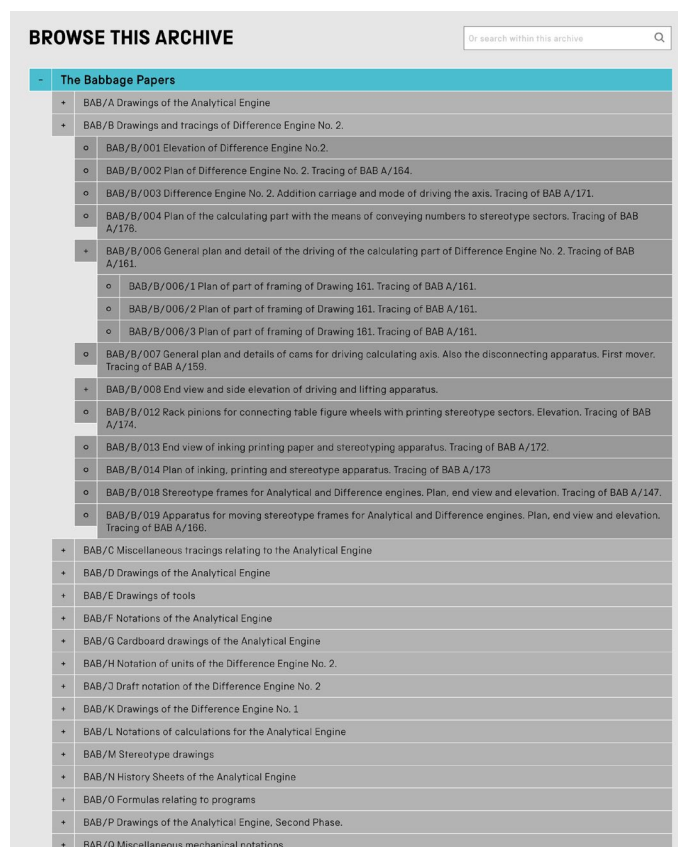 BROWSE THIS ARCHIVE
Or search within this archive
- The Babbage Papers
+ BAB/A Drawings of the Analytical Engine
+ BAB/B Drawings and tracings of Difference Engine No. 2.
BAB/B/001 Elevation of Difference Engine No.2.
BAB/B/002 Plan of Difference Engine No. 2. Tracing of BAB A/164.
BAB/B/003 Difference Engine No. 2. Addition carriage and mode of driving the axis. Tracing of BAB A/171.
BAB/B/004 Plan of the calculating part with the means of conveying numbers to stereotype sectors. Tracing of BAB
A/176.
+ BAB/B/006 General plan and detail of the driving of the calculating part of Difference Engine No. 2. Tracing of BAB
A/161.
BAB/B/006/1 Plan of part of framing of Drawing 161. Tracing of BAB A/161.
BAB/B/006/2 Plan of part of framing of Drawing 161. Tracing of BAB A/161.
BAB/B/006/3 Plan of part of framing of Drawing 161. Tracing of BAB A/161.
BAB/B/007 General plan and details of cams for driving calculating axis. Also the disconnecting apparatus. First mover.
Tracing of BAB A/159.
+ BAB/B/008 End view and side elevation of driving and lifting apparatus.
BAB/B/012 Rack pinions for connecting table figure wheels with printing stereotype sectors. Elevation. Tracing of BAB
A/174.
BAB/B/013 End view of inking printing paper and stereotyping apparatus. Tracing of BAB A/172.
BAB/B/014 Plan of inking, printing and stereotype apparatus. Tracing of BAB A/173
BAB/B/018 Stereotype frames for Analytical and Difference engines. Plan, end view and elevation. Tracing of BAB A/147.
BAB/B/019 Apparatus for moving stereotype frames for Analytical and Difference engines. Plan, end view and elevation.
Tracing of BAB A/166.
+ BAB/C Miscellaneous tracings relating to the Analytical Engine
+ BAB/D Drawings of the Analytical Engine
+ BAB/E Drawings of tools
+ BAB/F Notations of the Analytical Engine
+ BAB/G Cardboard drawings of the Analytical Engine
+ BAB/H Notation of units of the Difference Engine No. 2.
+ BAB/J Draft notation of the Difference Engine No. 2
+ BAB/K Drawings of the Difference Engine No. 1
+ BAB/L Notations of calculations for the Analytical Engine
+ BAB/M Stereotype drawings
+ BAB/N History Sheets of the Analytical Engine
+ BAB/O Formulas relating to programs
+ BAB/P Drawings of the Analytical Engine, Second Phase.
+ BAB/Q Miscellaneous mechanical notations